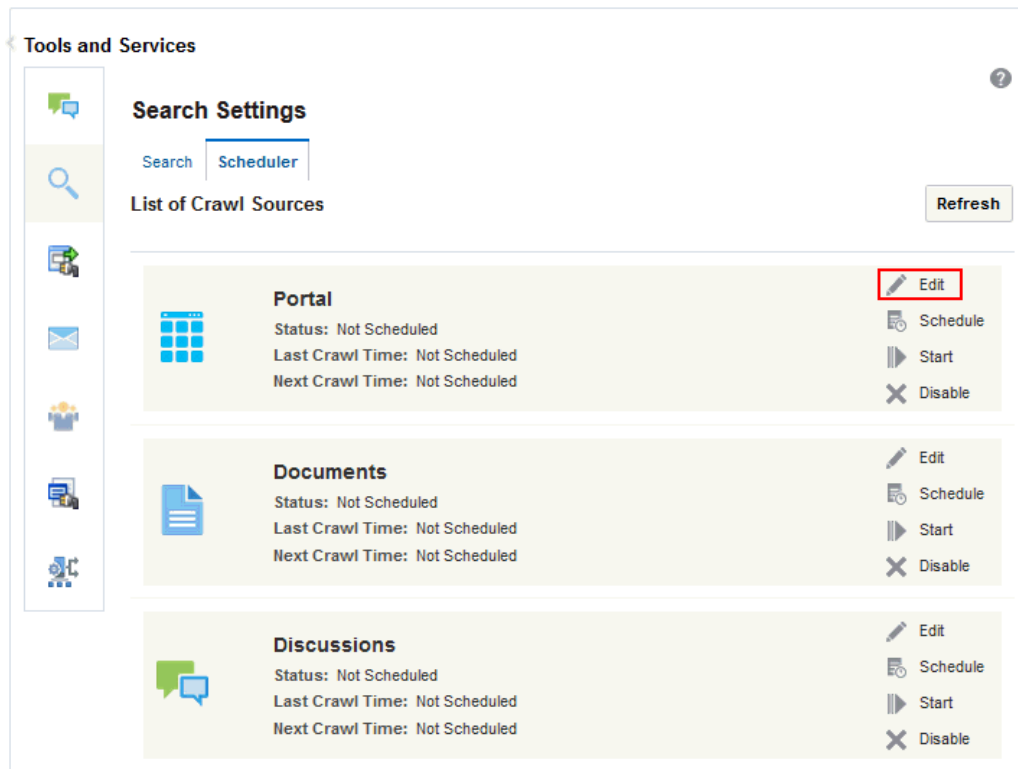 Tools and Services
Search Settings
Search Scheduler
List of Crawl Sources
Refresh
Portal
Status: Not Scheduled
Last Crawl Time: Not Scheduled
Next Crawl Time: Not Scheduled
Edit
Schedule
Start
Disable
Documents
Status: Not Scheduled
Last Crawl Time: Not Scheduled
Next Crawl Time: Not Scheduled
Edit
Schedule
Start
Disable
Discussions
Status: Not Scheduled
Last Crawl Time: Not Scheduled
Next Crawl Time: Not Scheduled
Edit
Schedule
Start
Disable